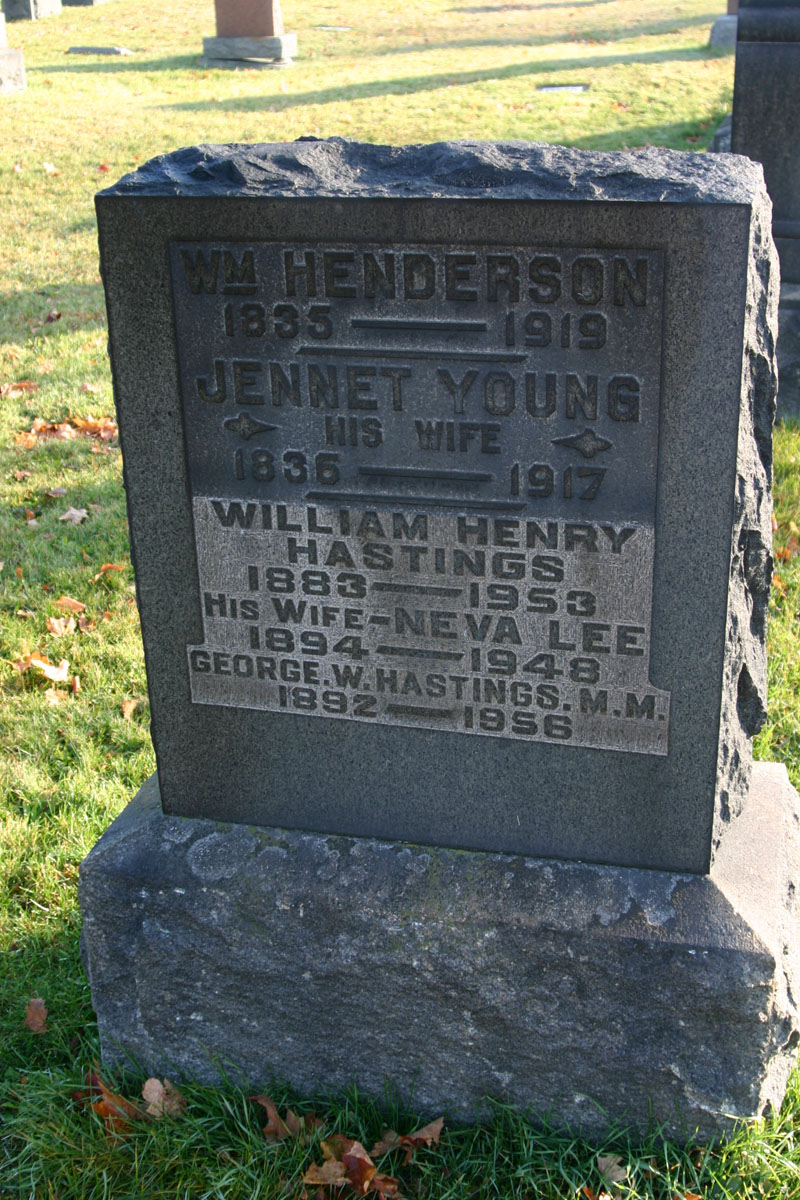 WM HENDERSON
1835 — 1919
JENNET YOUNG
HIS WIFE
1836 — 1917
WILLIAM HENRY
HASTINGS
1883 — 1953
HIS WIFE-NEVA LEE
1894 — 1948
GEORGE.W.HASTINGS.M.M.
1892 — 1956